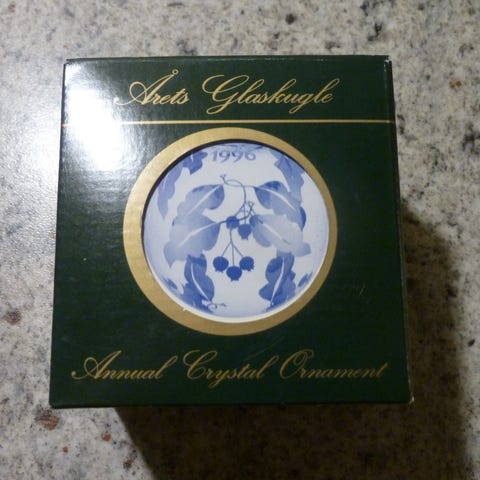 Årets Glaskugle
1996
Annual Crystal Ornament